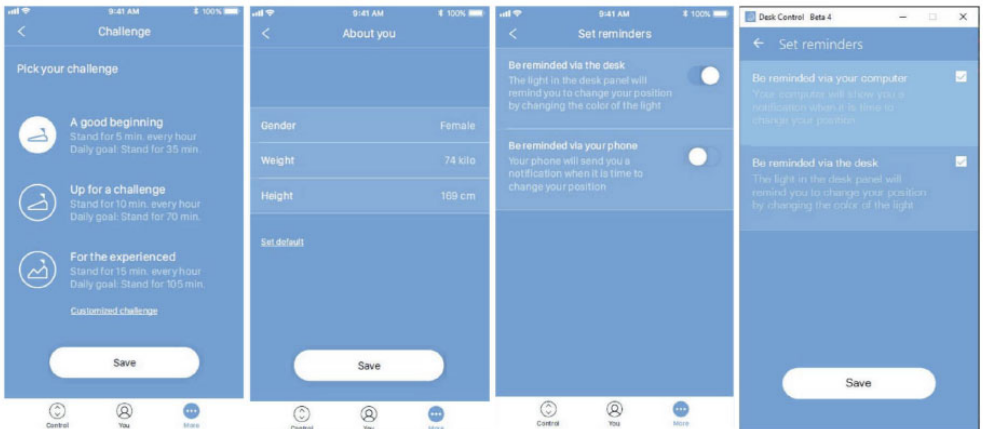 9:41 AM
100%
Challenge
Pick your challenge
A good beginning
Stand for 5 min. every hour
Daily goal: Stand for 35 min.
Up for a challenge
Stand for 10 min. every hour
Daily goal: Stand for 70 min.
For the experienced
Stand for 15 min. every hour
Daily goal: Stand for 105 min.
Customized challenge
Save
Control
You
More
9:41 AM
100%
About you
Gender
Female
Weight
74 kilo
Height
169 cm
Set default
Save
Control
You
More
9:41 AM
100%
Set reminders
Be reminded via the desk
The light in the desk panel will
remind you to change your position
by changing the color of the light
Be reminded via your phone
Your phone will send you a
notification when it is time to
change your position
Control
You
More
Desk Control Beta 4
Set reminders
Be reminded via your computer
Your computer will show you a
notification when it is time to
change your position
Be reminded via the desk
The light in the desk panel will
remind you to change your position
by changing the color of the light
Save